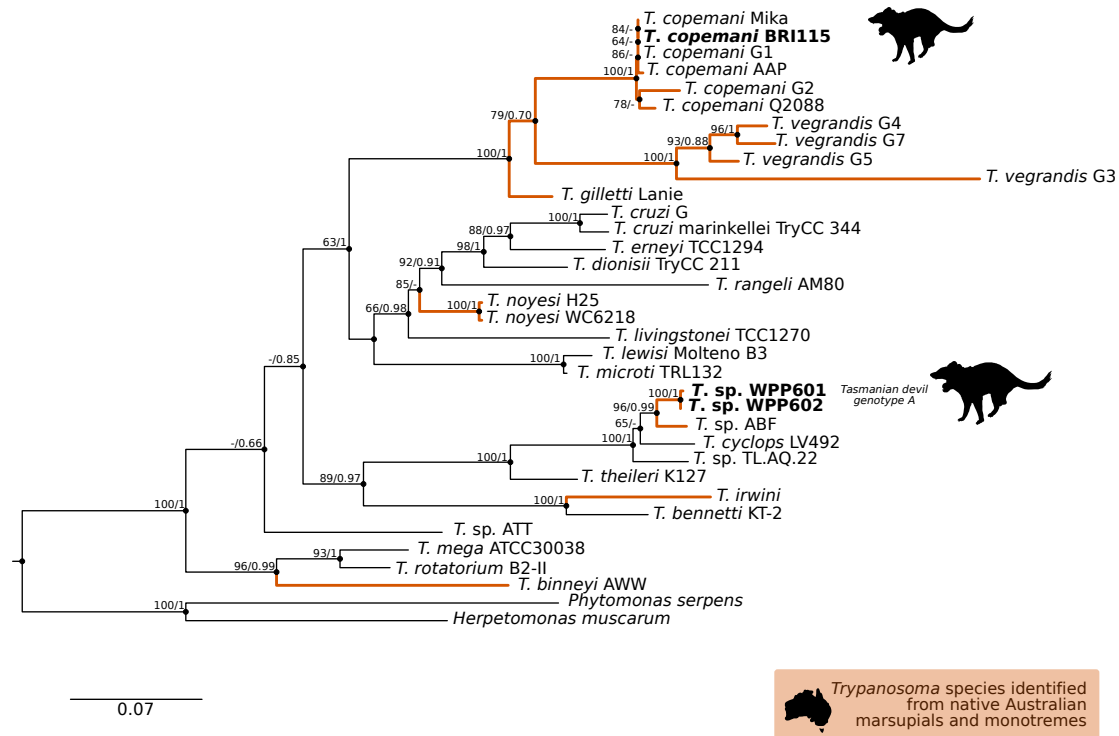 T. copemani Mika
84/-
T. copemani BRI115
64/-
T. copemani G1
86/-
T. copemani AAP
100/1
T. copemani G2
78/-
T. copemani Q2088
79/0.70
T. vegrandis G4
96/1
T. vegrandis G7
93/0.88
T. vegrandis G5
100/1
100/1
T. vegrandis G3
T. gilletti Lanie
T. cruzi G
100/1
T. cruzi marinkellei TryCC 344
88/0.97
T. erneyi TCC1294
63/1
98/1
T. dionisii TryCC 211
92/0.91
T. rangeli AM80
85/-
T. noyesi H25
100/1
T. noyesi WC6218
66/0.98
T. livingstonei TCC1270
T. lewisi Molteno B3
100/1
T. microti TRL132
-/0.85
T. sp. WPP601
100/1
Tasmanian devil
genotype A
T. sp. WPP602
96/0.99
T. sp. ABF
65/-
T. cyclops LV492
100/1
-/0.66
T. sp. TL.AQ.22
100/1
T. theileri K127
89/0.97
T. irwini
100/1
T. bennetti KT-2
100/1
T. sp. ATT
T. mega ATCC30038
93/1
T. rotatorium B2-II
96/0.99
T. binneyi AWW
Phytomonas serpens
100/1
Herpetomonas muscarum
0.07
Trypanosoma species identified
from native Australian
marsupials and monotremes